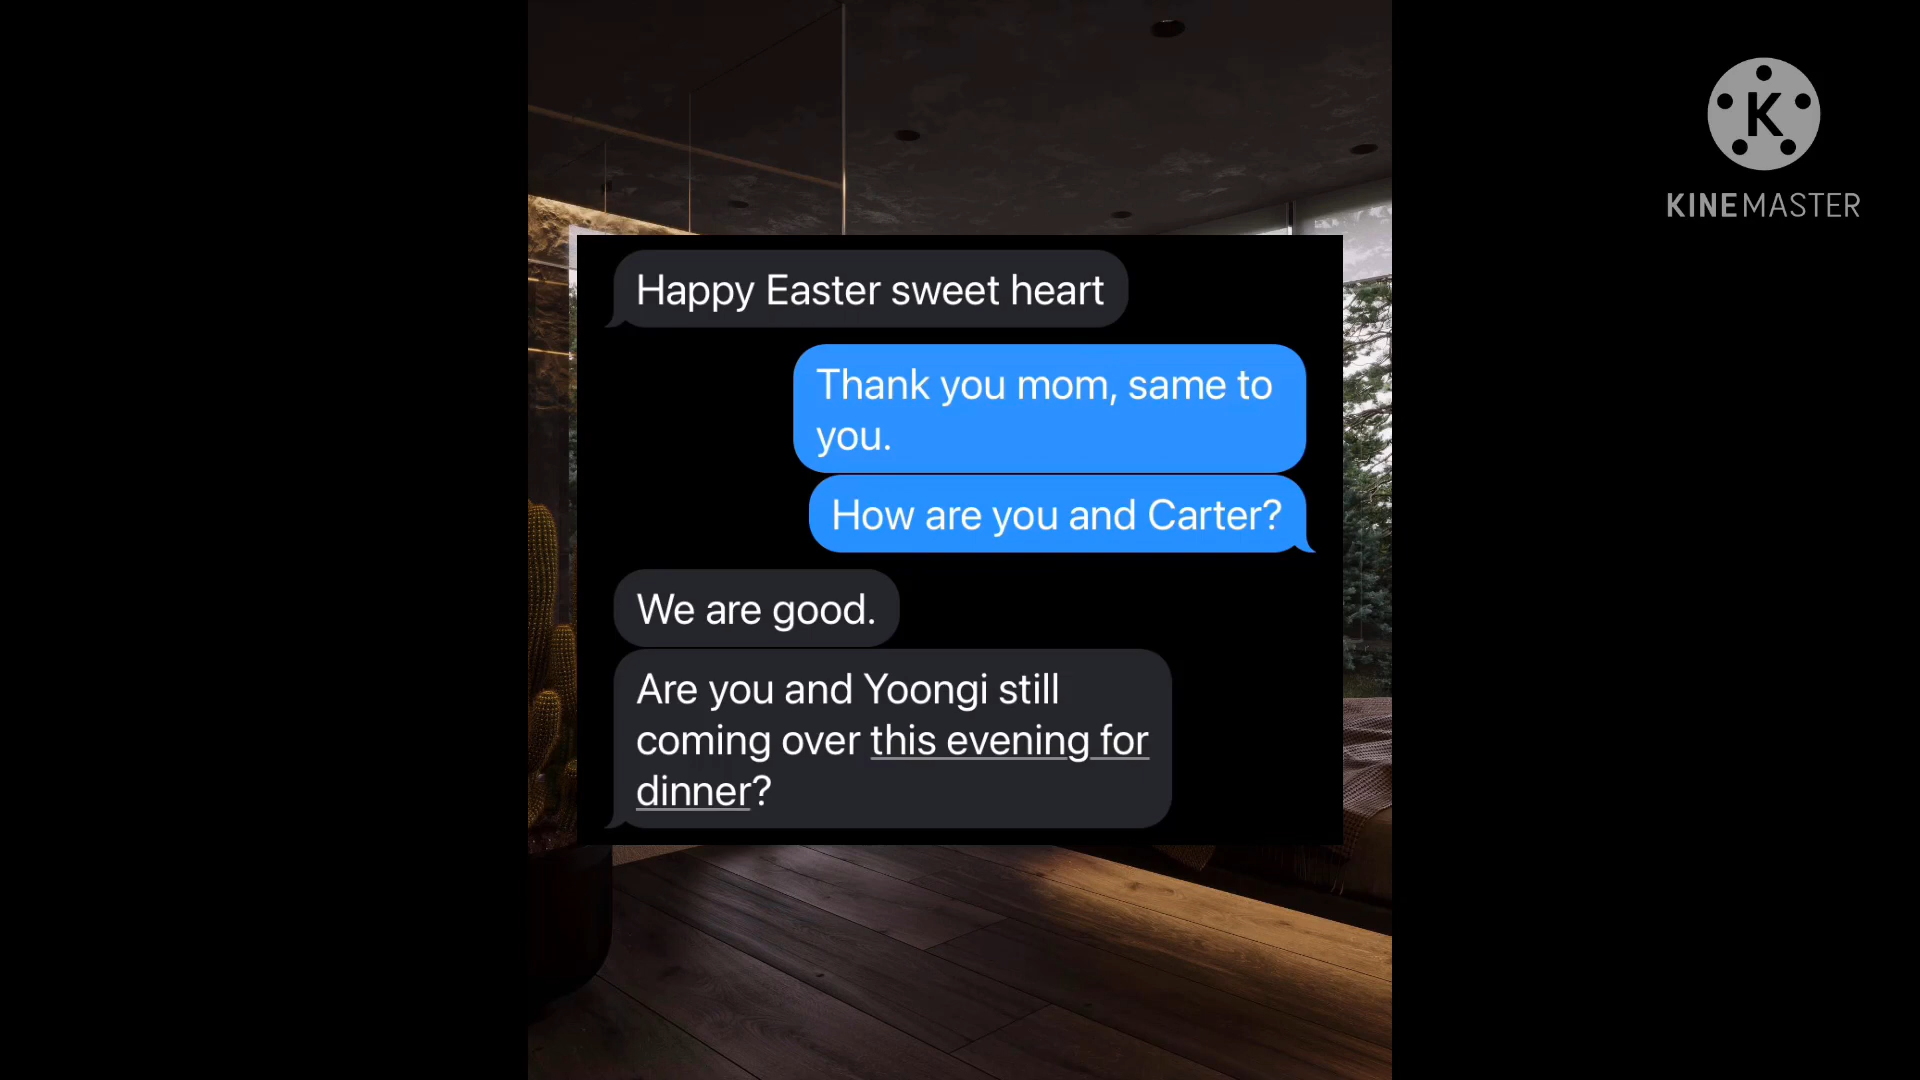 K
KINEMASTER
Happy Easter sweet heart
Thank you mom, same to
you.
How are you and Carter?
We are good.
Are you and Yoongi still
coming over this evening for
dinner?